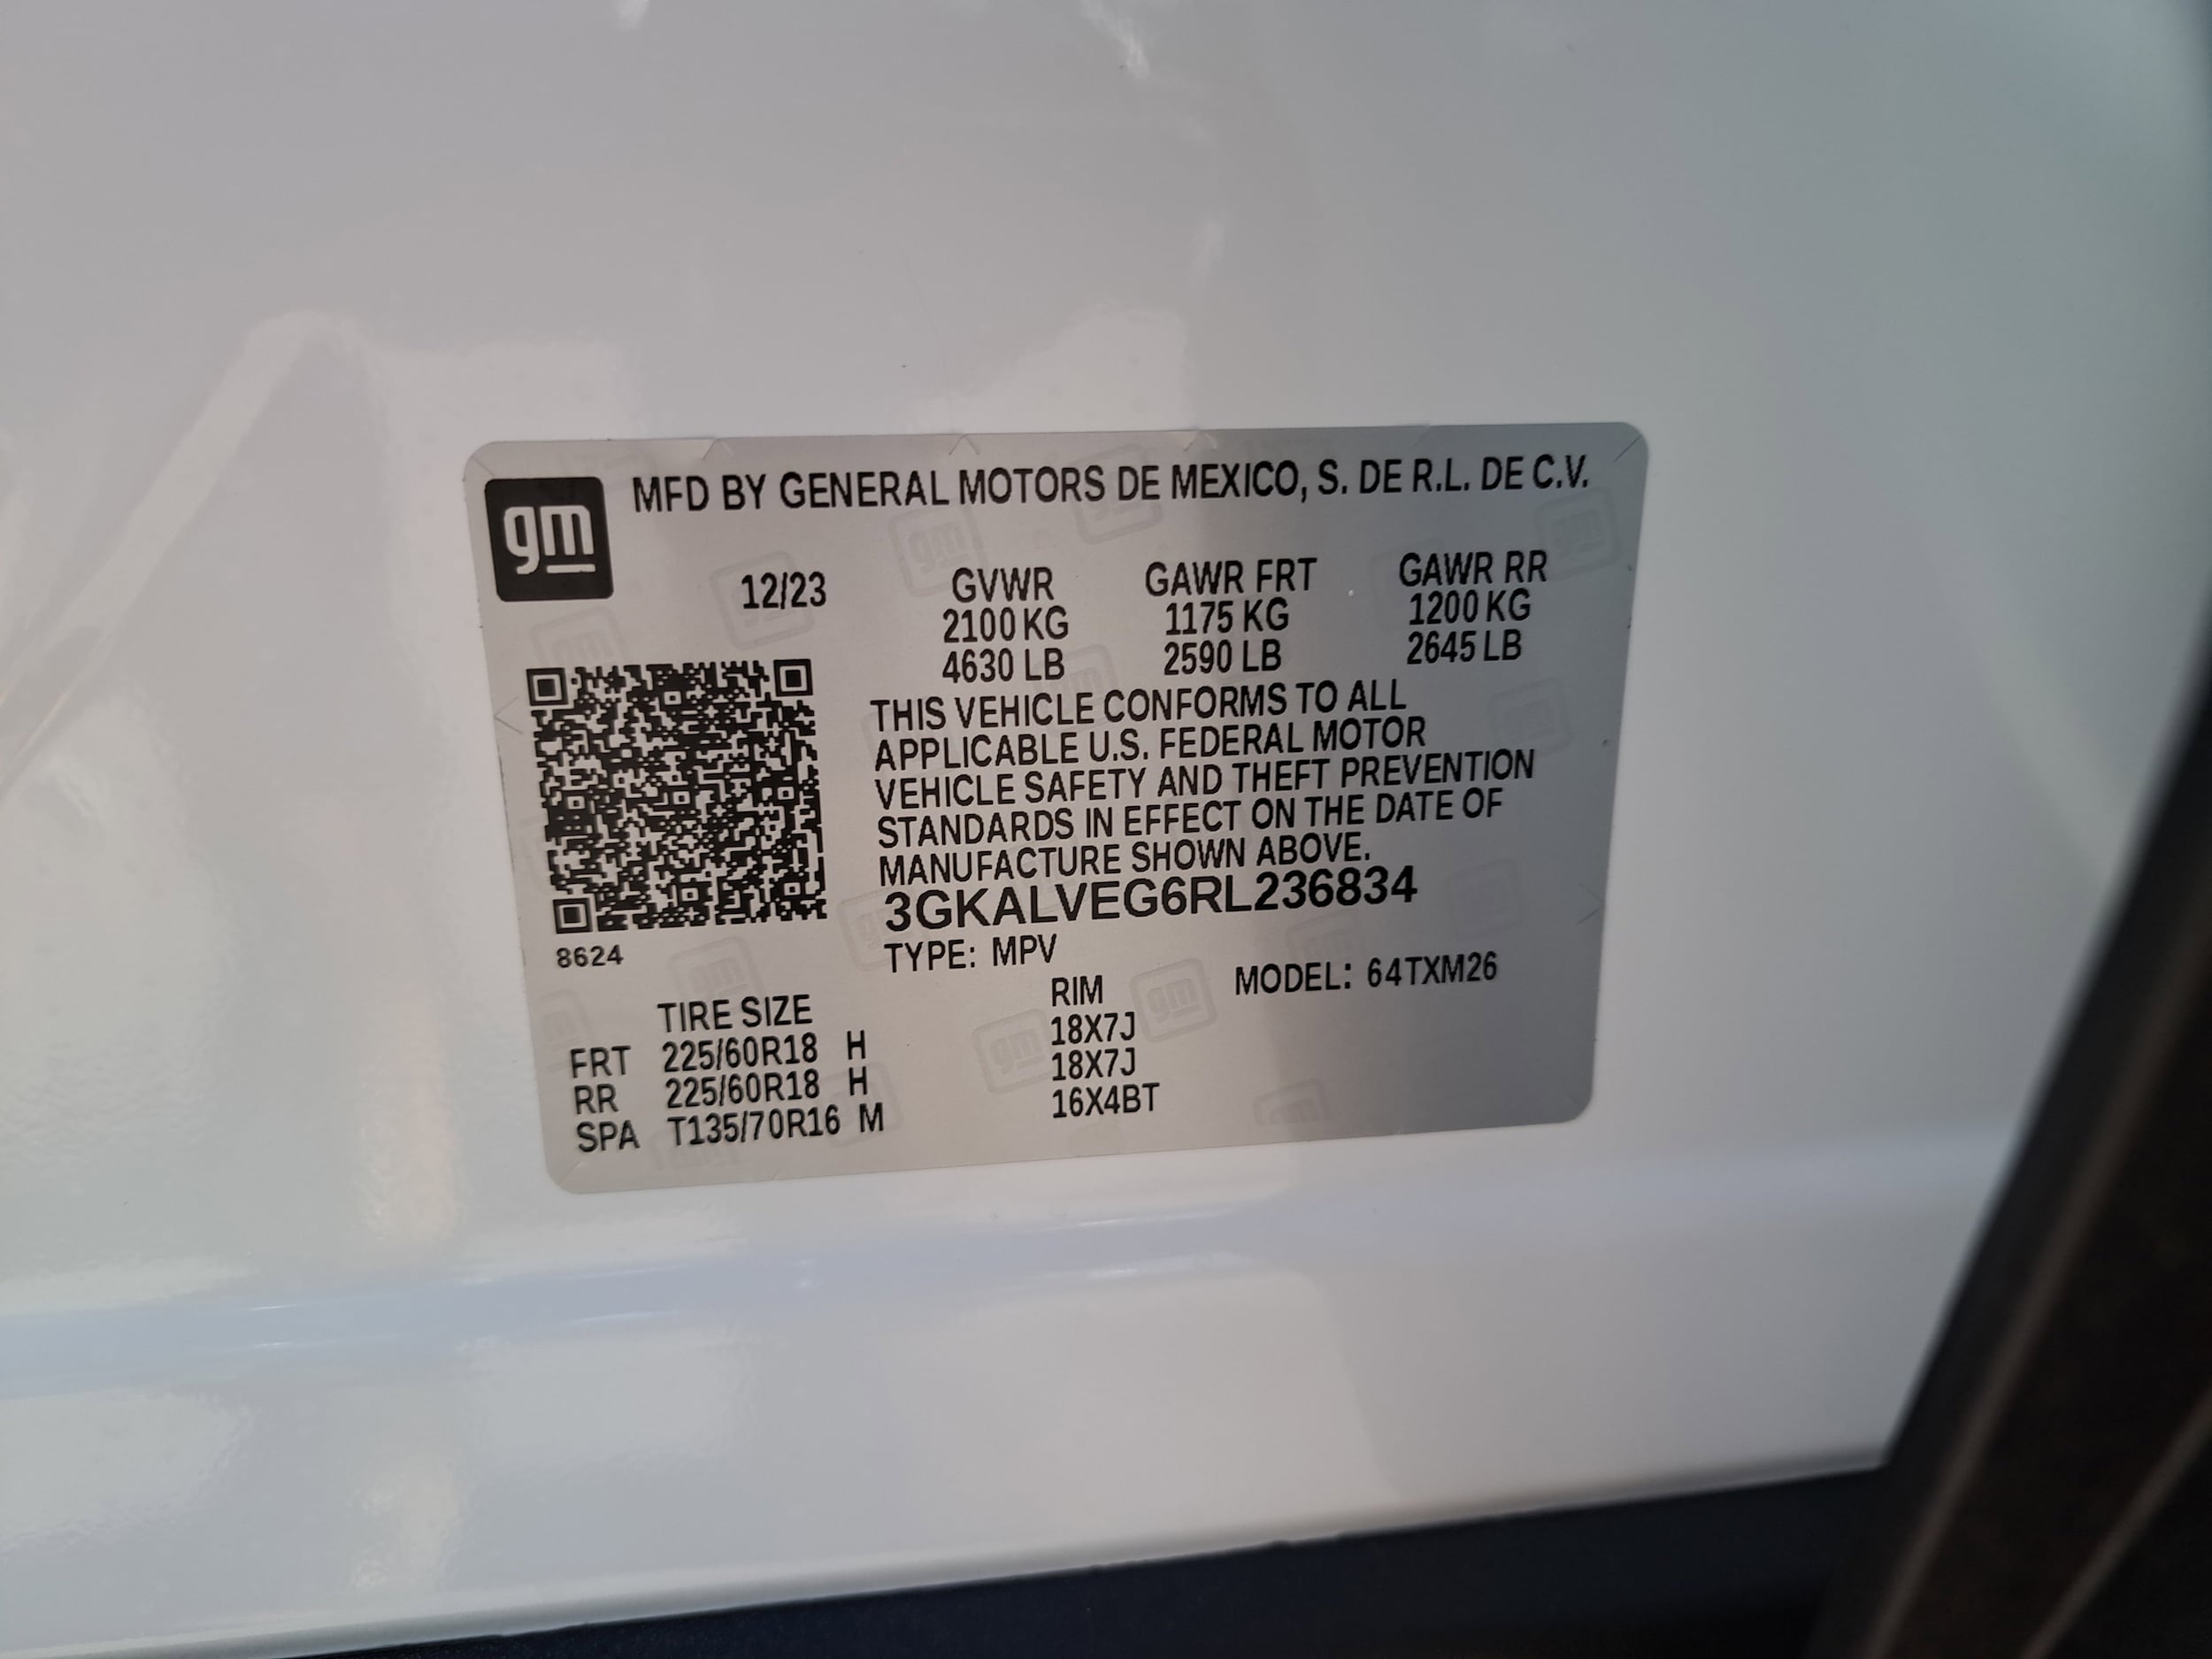 gm
MFD BY GENERAL MOTORS DE MEXICO, S. DE R.L. DE C.V.
12/23 GVWR GAWR FRT GAWR RR
2100 KG 1175 KG 1200 KG
4630 LB 2590 LB 2645 LB
THIS VEHICLE CONFORMS TO ALL
APPLICABLE U.S. FEDERAL MOTOR
VEHICLE SAFETY AND THEFT PREVENTION
STANDARDS IN EFFECT ON THE DATE OF
MANUFACTURE SHOWN ABOVE.
3GKALVEG6RL236834
8624
TYPE: MPV MODEL: 64TXM26
TIRE SIZE RIM
FRT 225/60R18 H 18X7J
RR 225/60R18 H 18X7J
SPA T135/70R16 M 16X4BT